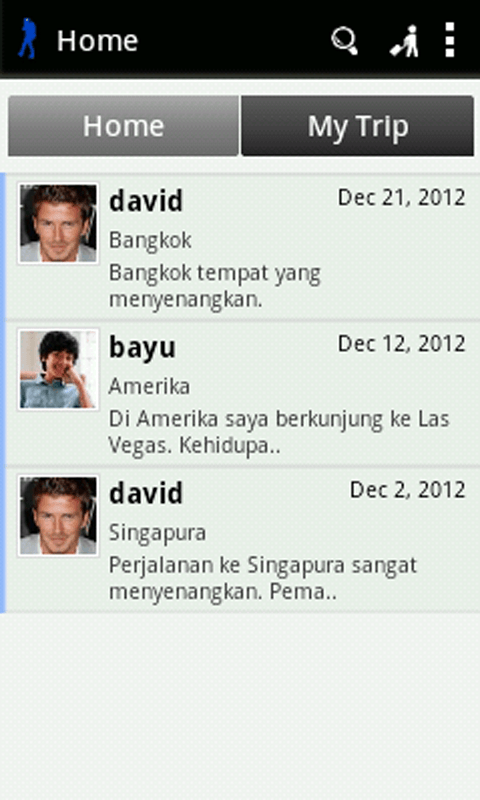 Home
Home
My Trip
david
Dec 21, 2012
Bangkok
Bangkok tempat yang
menyenangkan.
bayu
Dec 12, 2012
Amerika
Di Amerika saya berkunjung ke Las
Vegas. Kehidupa..
david
Dec 2, 2012
Singapura
Perjalanan ke Singapura sangat
menyenangkan. Pema..